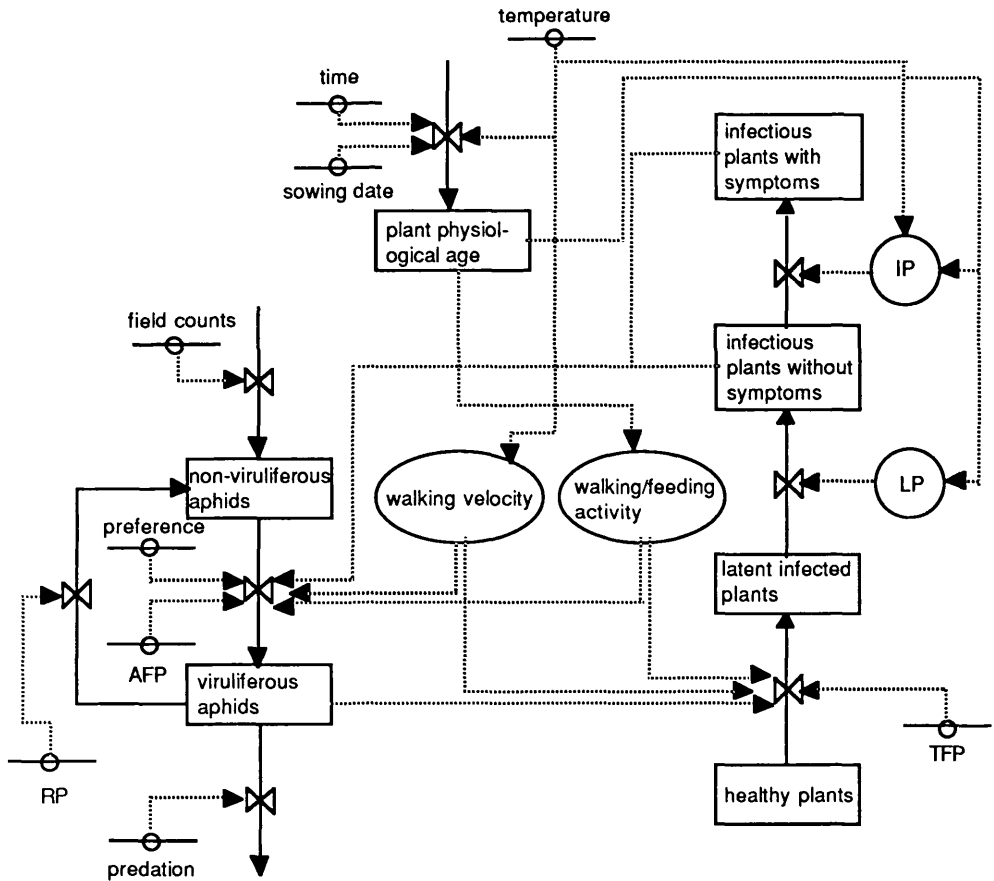 temperature
time
sowing date
plant physiol-
ogical age
infectious
plants with
symptoms
IP
field counts
infectious
plants without
symptoms
non-viruliferous
aphids
walking velocity
walking/feeding
activity
LP
preference
latent infected
plants
AFP
viruliferous
aphids
TFP
RP
healthy plants
predation